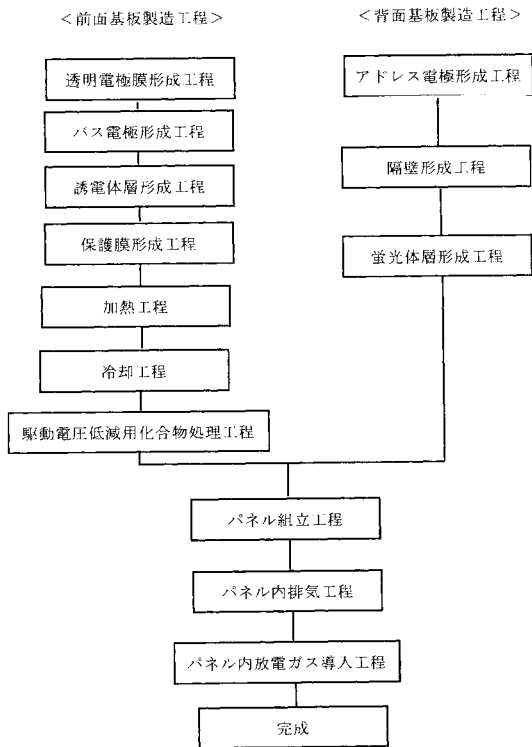 ＜前面基板製造工程＞
透明電極膜形成工程
バス電極形成工程
誘電体層形成工程
保護膜形成工程
加熱工程
冷却工程
駆動電圧低減用化合物処理工程
＜背面基板製造工程＞
アドレス電極形成工程
隔壁形成工程
蛍光体層形成工程
パネル組立工程
パネル内排気工程
パネル内放電ガス導入工程
完成